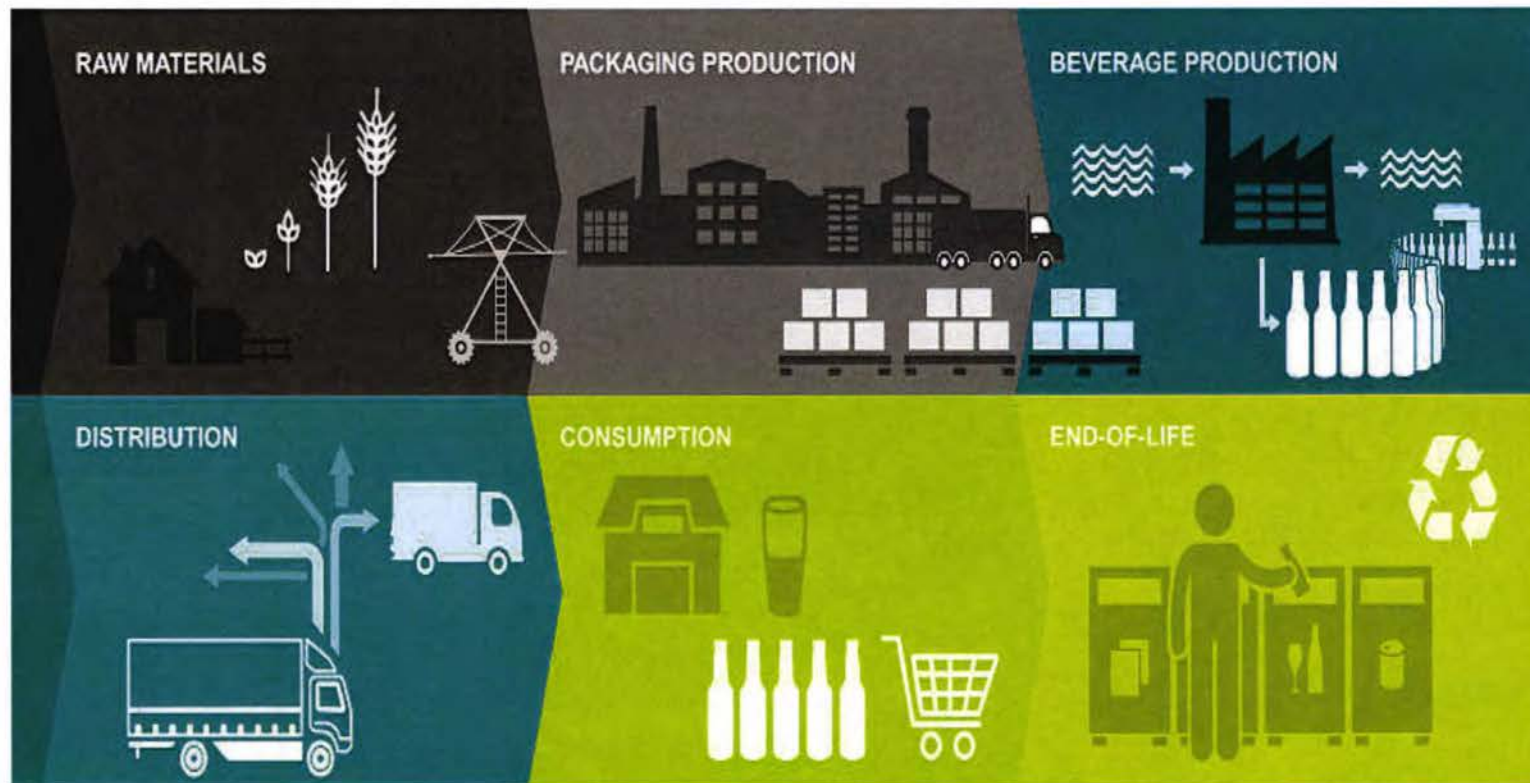 RAW MATERIALS
PACKAGING PRODUCTION
BEVERAGE PRODUCTION
DISTRIBUTION
CONSUMPTION
END-OF-LIFE